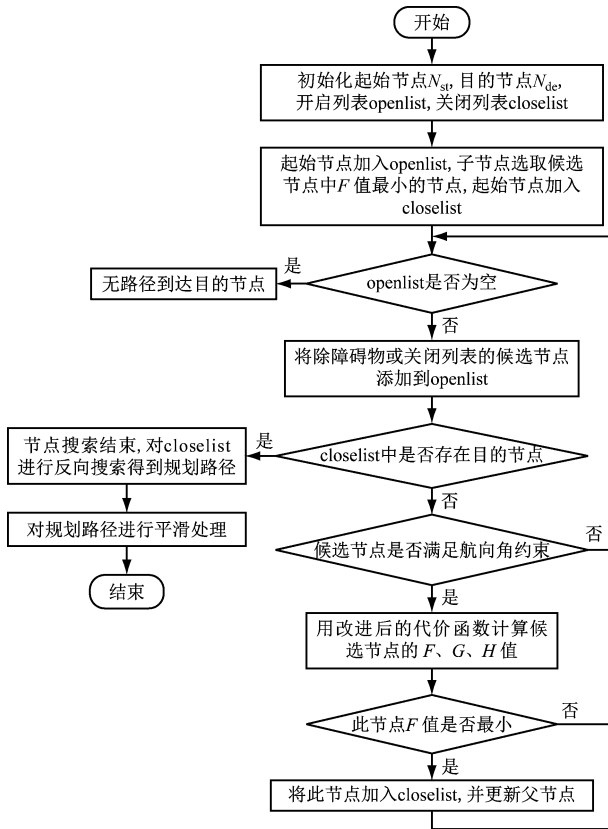 开始
初始化起始节点Nst, 目的节点Nde,
开启列表openlist, 关闭列表closelist
起始节点加入openlist, 子节点选取候选
节点中F 值最小的节点, 起始节点加入
closelist
openlist是否为空
是
无路径到达目的节点
否
将除障碍物或关闭列表的候选节点
添加到openlist
closelist中是否存在目的节点
是
节点搜索结束, 对closelist
进行反向搜索得到规划路径
对规划路径进行平滑处理
结束
否
候选节点是否满足航向角约束
否
是
用改进后的代价函数计算候
选节点的 F、G、H 值
此节点F 值是否最小
否
是
将此节点加入closelist, 并更新父节点